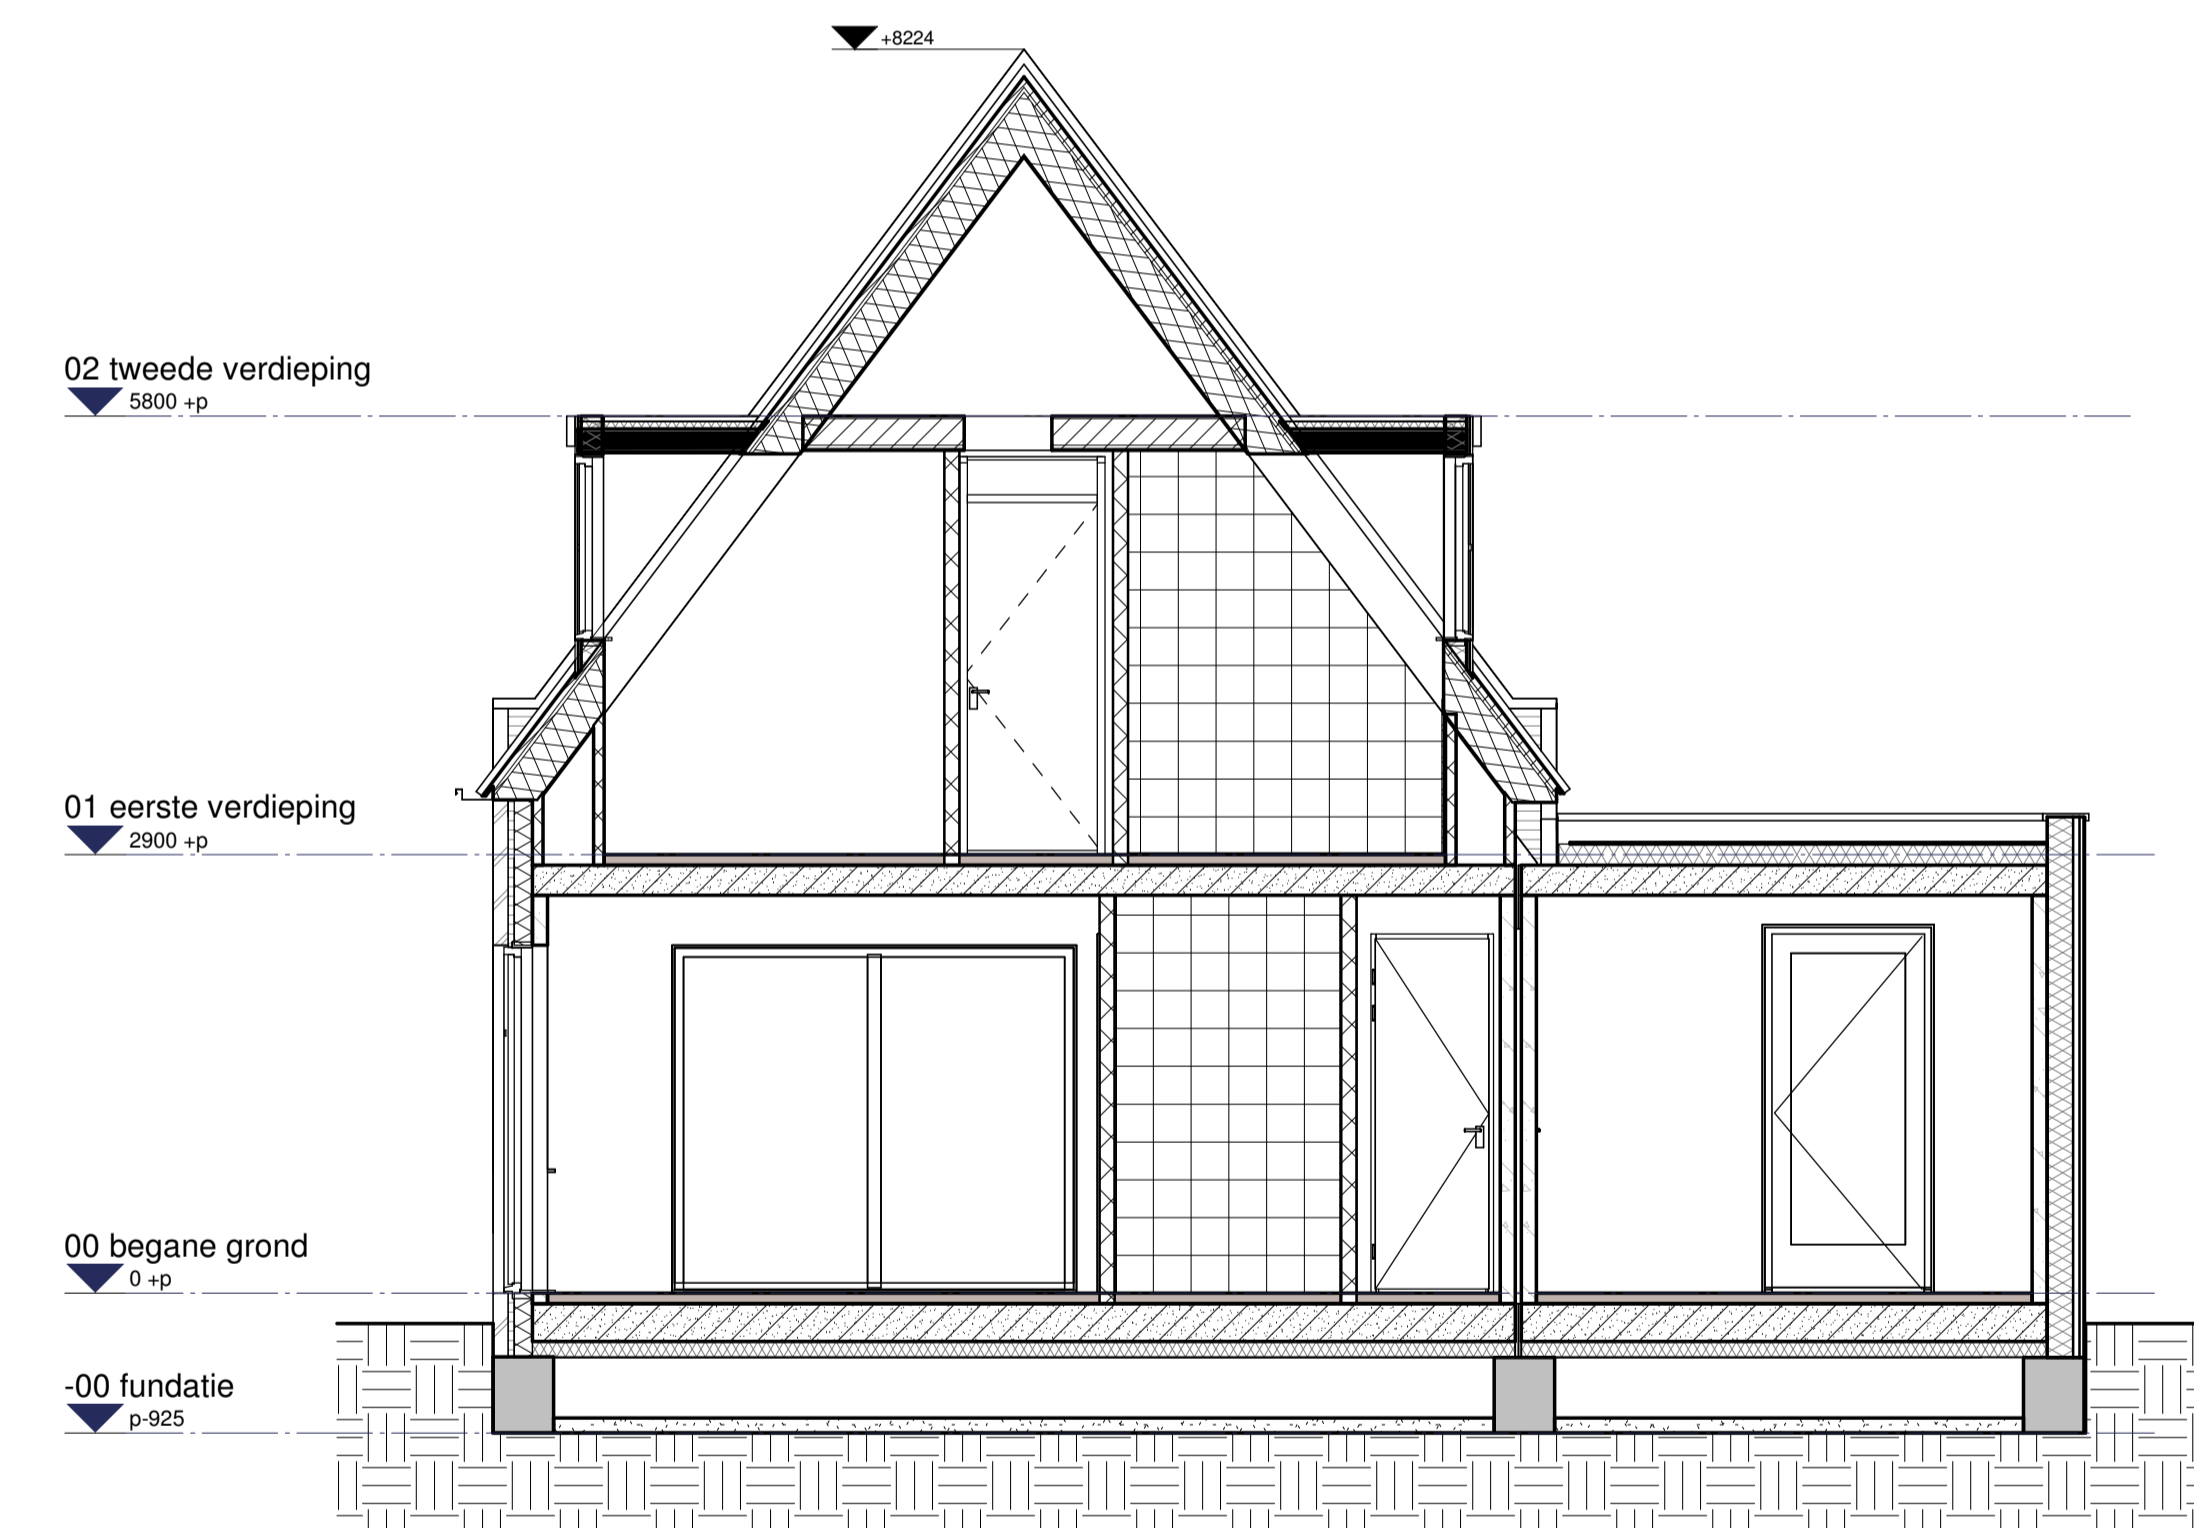 +8224
02 tweede verdieping
5800 +p
01 eerste verdieping
2900 +p
00 begane grond
0 +p
-00 fundatie
p-925